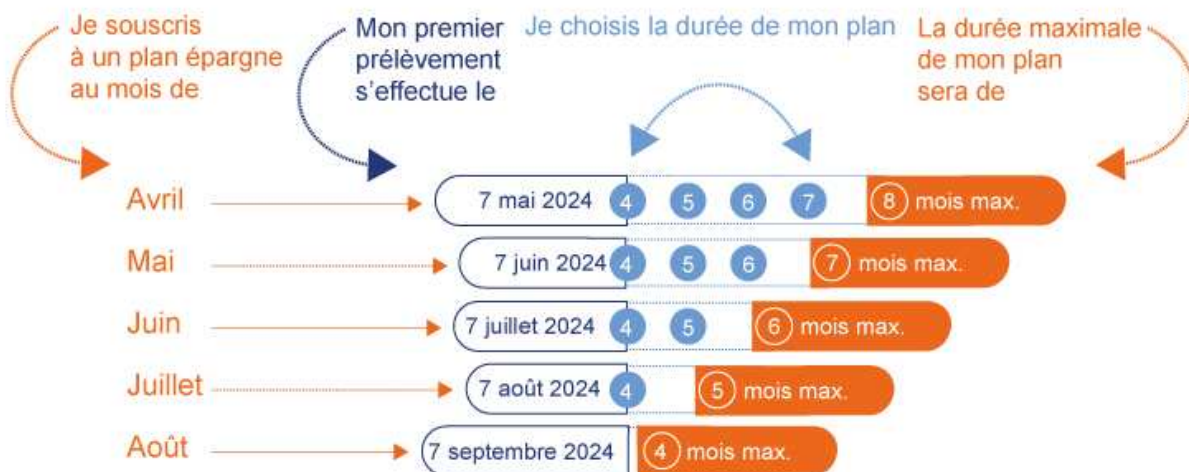 Je souscris
à un plan épargne
au mois de
Mon premier
prélèvement
s'effectue le
Je choisis la durée de mon plan
La durée maximale
de mon plan
sera de
Avril 7 mai 2024 4 5 6 7 8 mois max.
Mai 7 juin 2024 4 5 6 7 mois max.
Juin 7 juillet 2024 4 5 6 mois max.
Juillet 7 août 2024 4 5 mois max.
Août 7 septembre 2024 4 mois max.